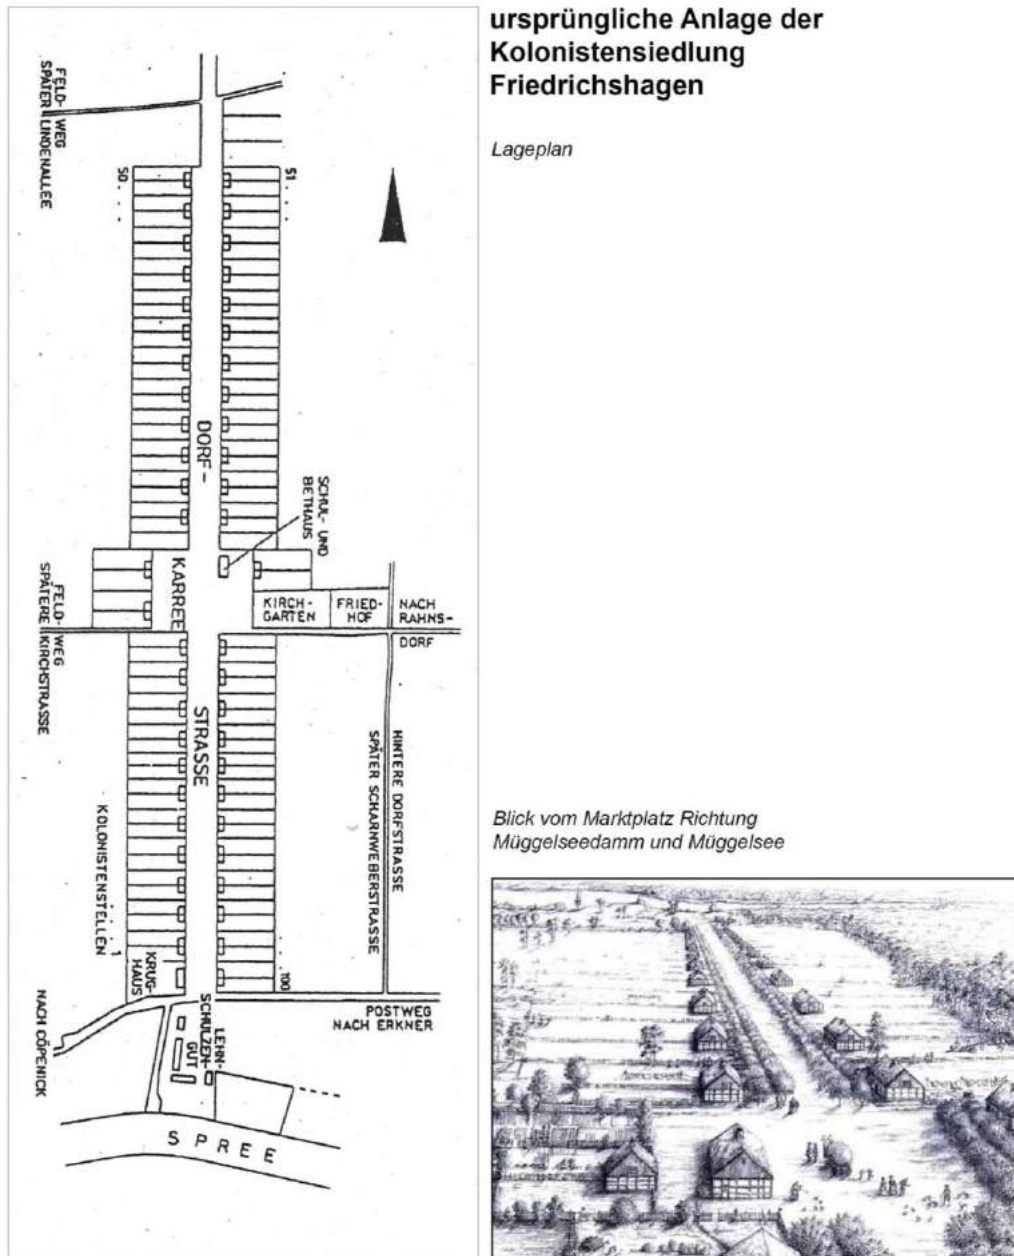 ursprüngliche Anlage der
Kolonistensiedlung
Friedrichshagen
Lageplan
FELD-WEG
SPÄTER LINDENALLEE
50
51
DORF-
SCHUL- UND
BETHAUS
KARREE
KIRCH-
GARTEN
FRIED-
HOF
NACH
RAHNS-
DORF
FELD-WEG
SPÄTERE KIRCHSTRASSE
STRASSE
HINTERE DORFSTRASSE
SPÄTER SCHARNWEBERSTRASSE
KOLONISTENSTELLEN
1
KRUG-
HAUS
100
POSTWEG
NACH ERKNER
NACH CÖPENICK
LEHN-
SCHULZEN-
GUT
SPREE
Blick vom Marktplatz Richtung
Müggelseedamm und Müggelsee